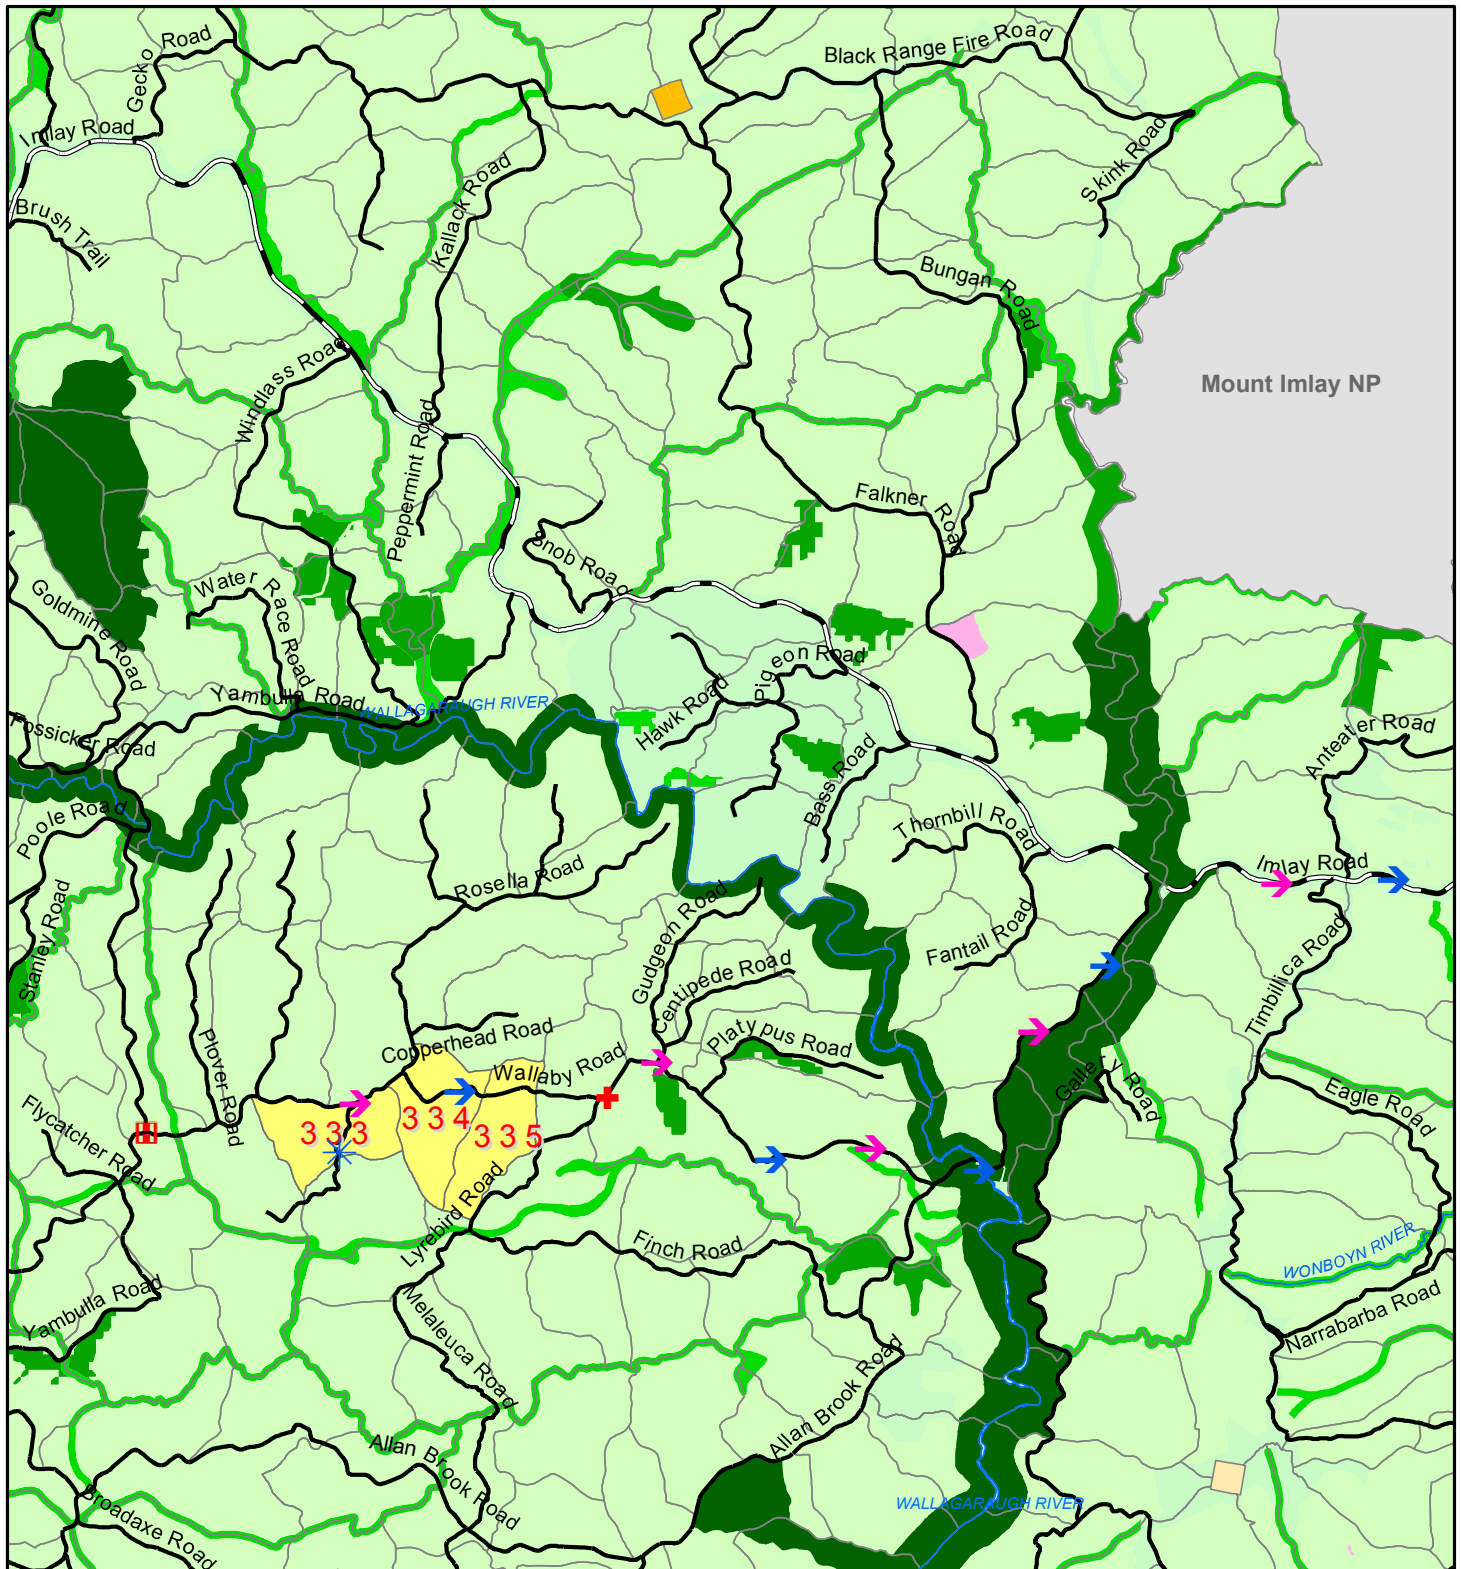 Black Range Fire Road
Gecko Road
Imlay Road
Skink Road
Kallack Road
Brush Trail
Bungan Road
Mount Imlay NP
Windlass Road
Peppermint Road
Falkner Road
Snob Road
Water Race Road
Goldmine Road
Pigeon Road
Yambulla Road
WALLAGARAUGH RIVER
Hawk Road
Fossicker Road
Anteater Road
Bass Road
Poole Road
Thornbill Road
Imlay Road
Rosella Road
Stanley Road
Gudgeon Road
Fantail Road
Timbillica Road
Centipede Road
Copperhead Road
Platypus Road
Plover Road
Wallaby Road
Gallery Road
Eagle Road
Flycatcher Road
333
334
335
Lyrebird Road
Finch Road
WONBOYN RIVER
Yambulla Road
Melaleuca Road
Narrabarba Road
Allan Brook Road
Allan Brook Road
WALLAGARAUGH RIVER
Broadaxe Road